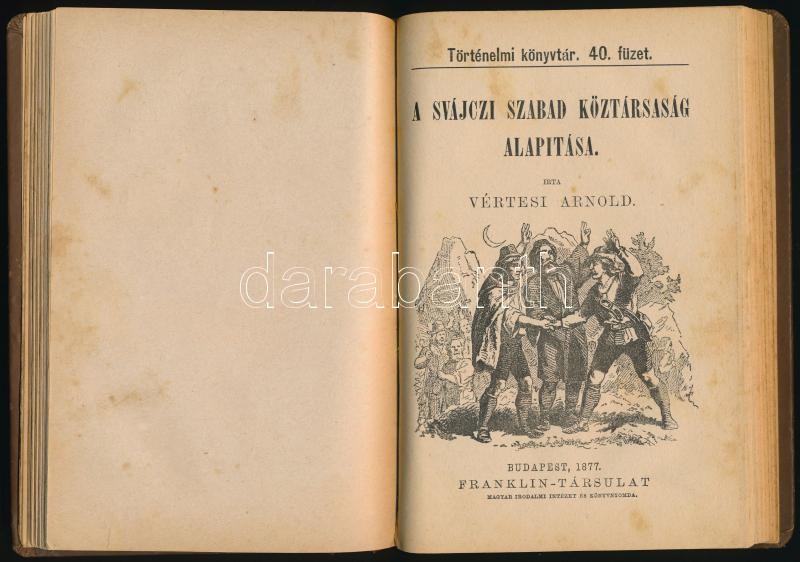 Történelmi könyvtár. 40. füzet.
A SVÁJCZI SZABAD KÖZTÁRSASÁG
ALAPITÁSA.
IRTA
VÉRTESI ARNOLD.
darabanth
BUDAPEST, 1877.
FRANKLIN-TÁRSULAT
MAGYAR IRODALMI INTÉZET ÉS KÖNYVNYOMDA.